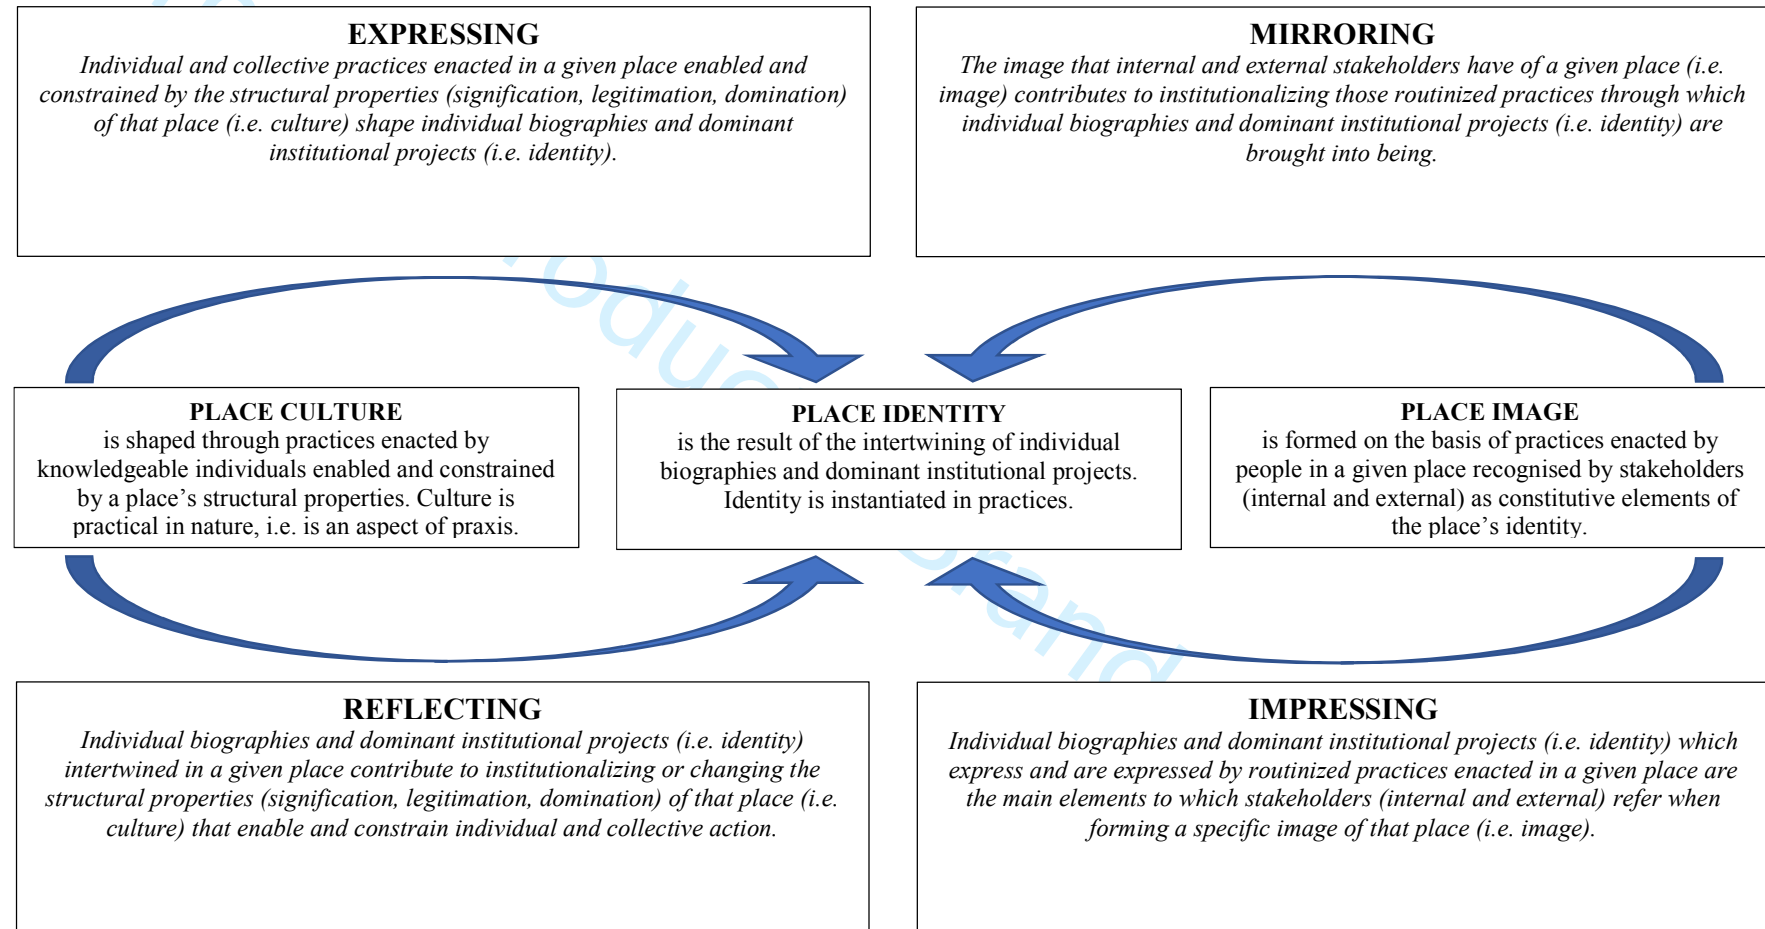 EXPRESSING
Individual and collective practices enacted in a given place enabled and
constrained by the structural properties (signification, legitimation, domination)
of that place (i.e. culture) shape individual biographies and dominant
institutional projects (i.e. identity).
MIRRORING
The image that internal and external stakeholders have of a given place (i.e.
image) contributes to institutionalizing those routinized practices through which
individual biographies and dominant institutional projects (i.e. identity) are
brought into being.
PLACE CULTURE
is shaped through practices enacted by
knowledgeable individuals enabled and constrained
by a place’s structural properties. Culture is
practical in nature, i.e. is an aspect of praxis.
PLACE IDENTITY
is the result of the intertwining of individual
biographies and dominant institutional projects.
Identity is instantiated in practices.
PLACE IMAGE
is formed on the basis of practices enacted by
people in a given place recognised by stakeholders
(internal and external) as constitutive elements of
the place’s identity.
REFLECTING
Individual biographies and dominant institutional projects (i.e. identity)
intertwined in a given place contribute to institutionalizing or changing the
structural properties (signification, legitimation, domination) of that place (i.e.
culture) that enable and constrain individual and collective action.
IMPRESSING
Individual biographies and dominant institutional projects (i.e. identity) which
express and are expressed by routinized practices enacted in a given place are
the main elements to which stakeholders (internal and external) refer when
forming a specific image of that place (i.e. image).